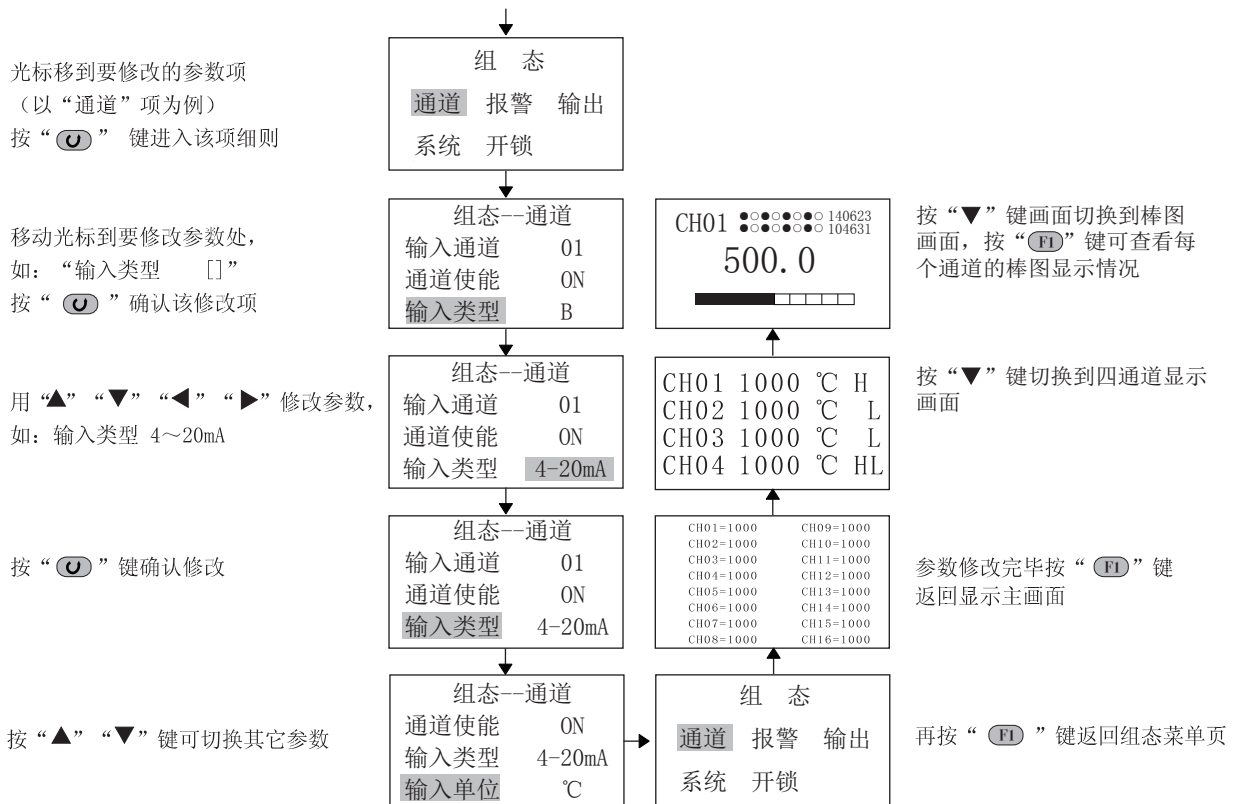 组 态
光标移到要修改的参数项
（以“通道”项为例）
按“ ”键进入该项细则
通道 报警 输出
系统 开锁
移动光标到要修改参数处，
如：“输入类型 []”
按“ ”确认该修改项
组态--通道
输入通道 01
通道使能 ON
输入类型 B
用“▲”“▼”“◀”“▶”修改参数，
如：输入类型 4～20mA
组态--通道
输入通道 01
通道使能 ON
输入类型 4-20mA
按“ ”键确认修改
组态--通道
输入通道 01
通道使能 ON
输入类型 4-20mA
按“▲”“▼”键可切换其它参数
组态--通道
通道使能 ON
输入类型 4-20mA
输入单位 ℃
组 态
通道 报警 输出
系统 开锁
再按“ F1 ”键返回组态菜单页
CH01=1000 CH09=1000
CH02=1000 CH10=1000
CH03=1000 CH11=1000
CH04=1000 CH12=1000
CH05=1000 CH13=1000
CH06=1000 CH14=1000
CH07=1000 CH15=1000
CH08=1000 CH16=1000
参数修改完毕按“ F1 ”键
返回显示主画面
CH01 1000 ℃ H
CH02 1000 ℃ L
CH03 1000 ℃ L
CH04 1000 ℃ HL
按“▼”键切换到四通道显示
画面
CH01 ●○●○●○●○ 140623
●○●○●○●○ 104631
500.0
按“▼”键画面切换到棒图
画面，按“F1”键可查看每
个通道的棒图显示情况